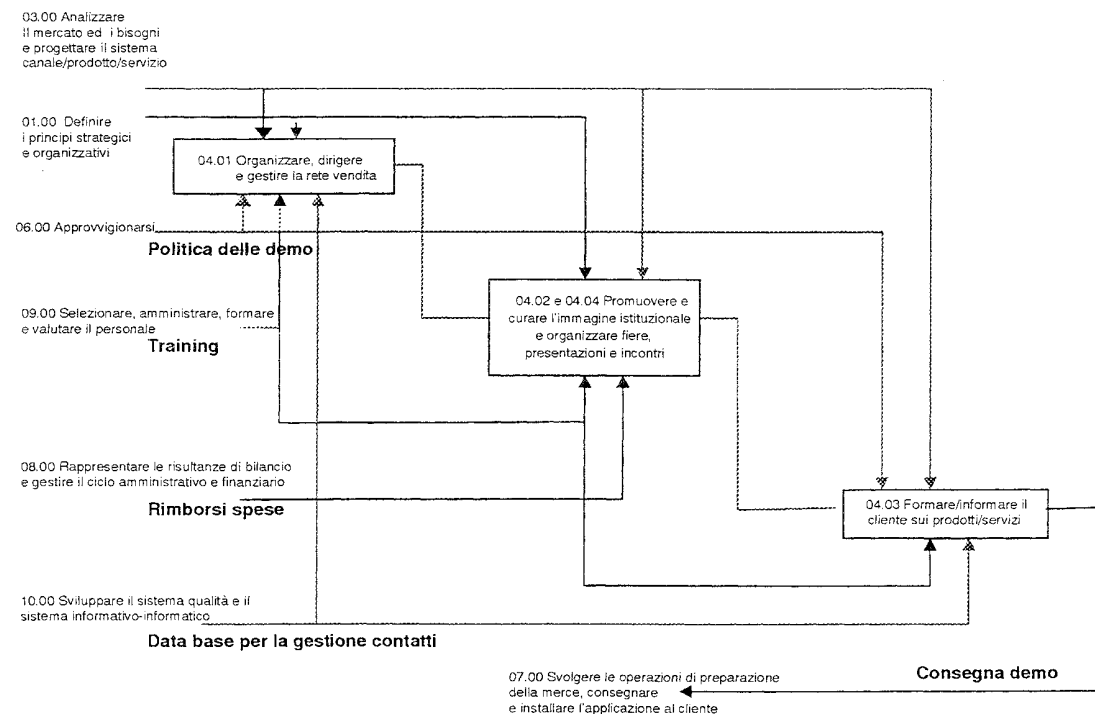 03.00 Analizzare
Il mercato ed i bisogni
e progettare il sistema
canale/prodotto/servizio
01.00 Definire
i principi strategici
e organizzativi
04.01 Organizzare, dirigere
e gestire la rete vendita
06.00 Approvvigionarsi
Politica delle demo
04.02 e 04.04 Promuovere e
curare l'immagine istituzionale
e organizzare fiere,
presentazioni e incontri
09.00 Selezionare, amministrare, formare
e valutare il personale
Training
08.00 Rappresentare le risultanze di bilancio
e gestire il ciclo amministrativo e finanziario
Rimborsi spese
04.03 Formare/informare il
cliente sui prodotti/servizi
10.00 Sviluppare il sistema qualità e il
sistema informativo-informatico
Data base per la gestione contatti
07.00 Svolgere le operazioni di preparazione
della merce, consegnare
e installare l'applicazione al cliente
Consegna demo